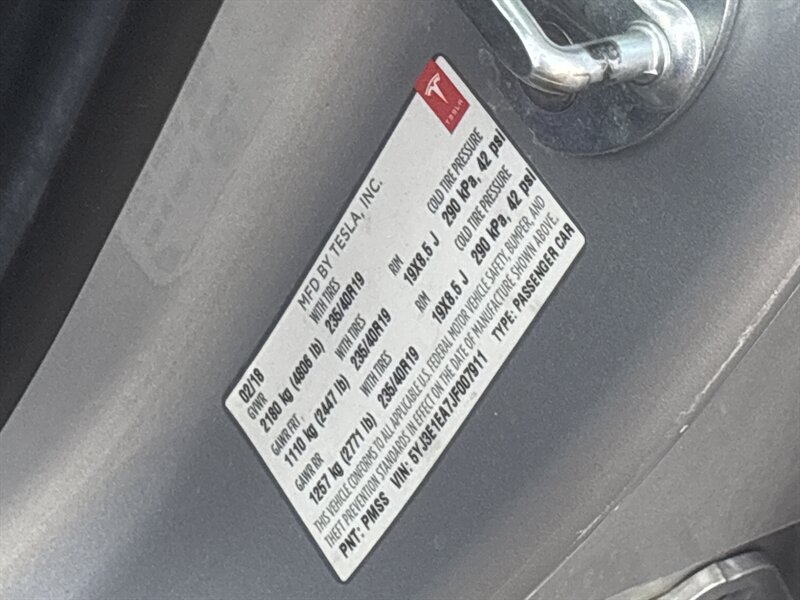 TESLA
02/18 MFD BY TESLA, INC.
GVWR WITH TIRES RIM COLD TIRE PRESSURE
2180 kg (4806 lb) 235/40R19 19X8.5 J 290 kPa, 42 psi
GAWR FRT, WITH TIRES RIM COLD TIRE PRESSURE
1110 kg (2447 lb) 235/40R19 19X8.5 J 290 kPa, 42 psi
GAWR RR WITH TIRES
1257 kg (2771 lb) 235/40R19
THIS VEHICLE CONFORMS TO ALL APPLICABLE U.S. FEDERAL MOTOR VEHICLE SAFETY, BUMPER, AND
THEFT PREVENTION STANDARDS IN EFFECT ON THE DATE OF MANUFACTURE SHOWN ABOVE.
PNT: PMSS VIN: 5YJ3E1EA7JF007911 TYPE: PASSENGER CAR